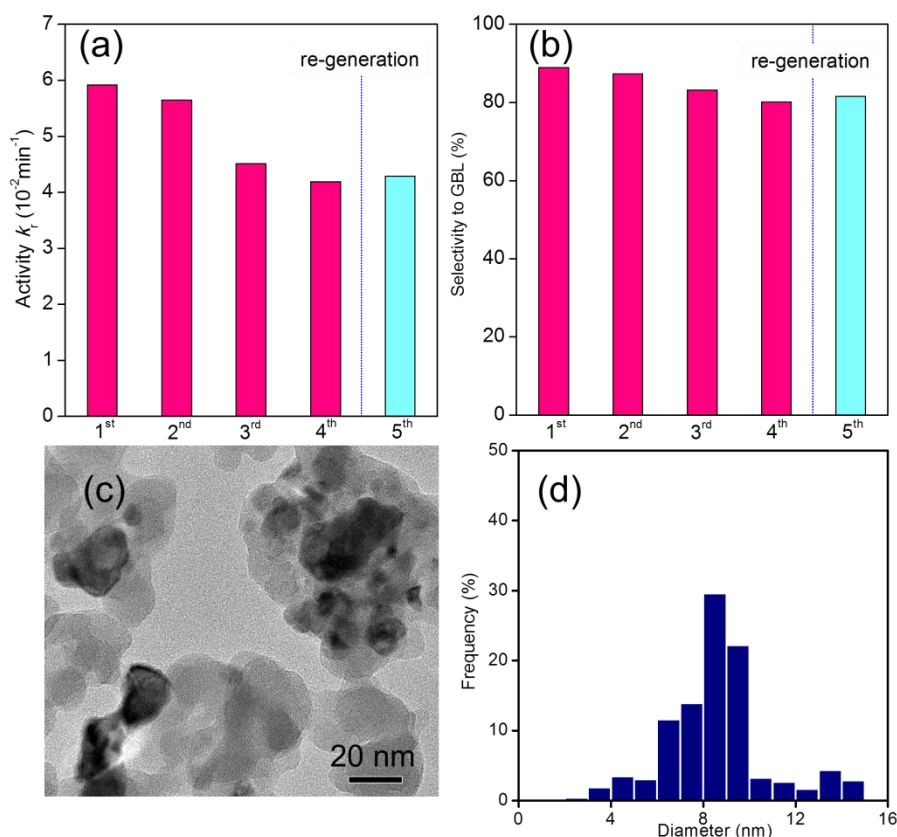 (a)
re-generation
Activity k_r (10^-2 min^-1)
7
6
5
4
3
2
1
0
1st 2nd 3rd 4th 5th
(b)
re-generation
Selectivity to GBL (%)
100
80
60
40
20
0
1st 2nd 3rd 4th 5th
(c)
20 nm
(d)
Frequency (%)
50
40
30
20
10
0
0 4 8 12 16
Diameter (nm)